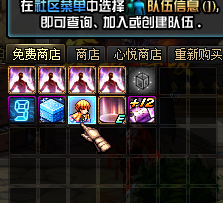 在社区菜单中选择 队伍信息 (I),
即可查询、加入或创建队伍 。
免费商店 商店 心悦商店 重新购买
9 E +12